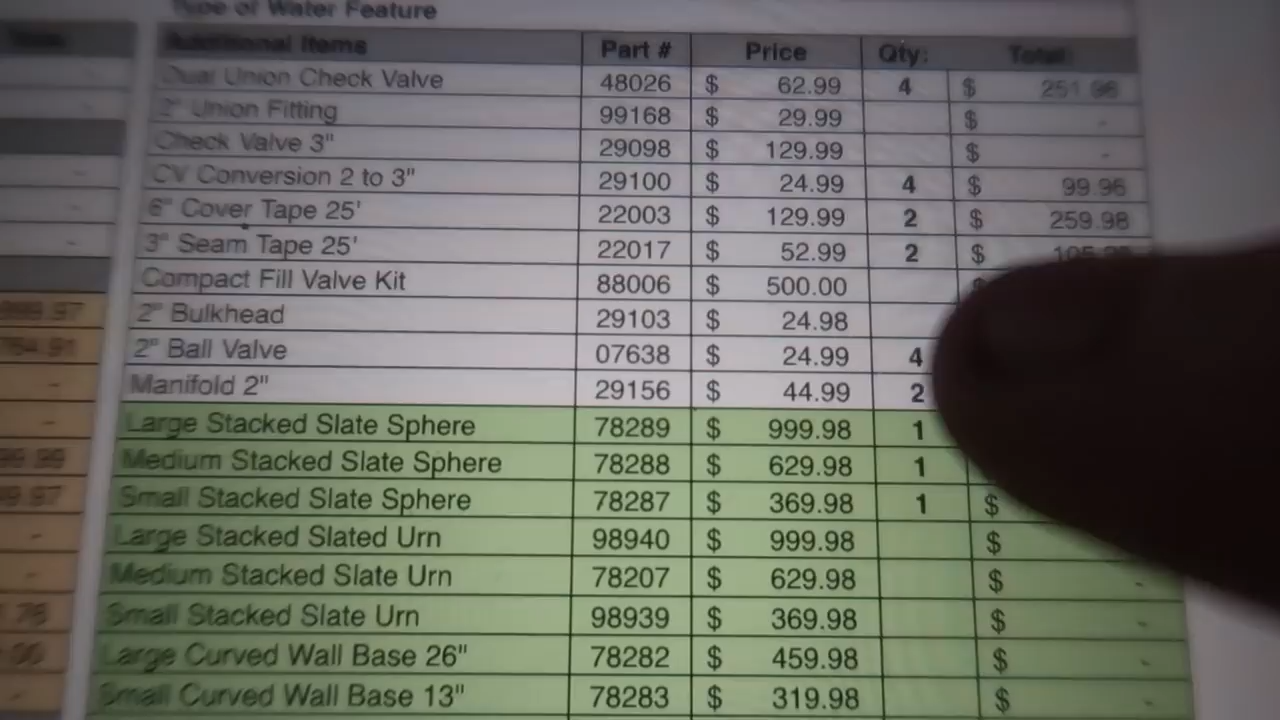 Type of Water Feature
Additional Items Part # Price Qty: Total:
Dual Union Check Valve 48026 $ 62.99 4 $ 251.96
2" Union Fitting 99168 $ 29.99 $ -
Check Valve 3" 29098 $ 129.99 $ -
CV Conversion 2 to 3" 29100 $ 24.99 4 $ 99.96
6" Cover Tape 25' 22003 $ 129.99 2 $ 259.98
3" Seam Tape 25' 22017 $ 52.99 2 $
Compact Fill Valve Kit 88006 $ 500.00
2" Bulkhead 29103 $ 24.98
2" Ball Valve 07638 $ 24.99 4
Manifold 2" 29156 $ 44.99 2
Large Stacked Slate Sphere 78289 $ 999.98 1
Medium Stacked Slate Sphere 78288 $ 629.98 1
Small Stacked Slate Sphere 78287 $ 369.98 1 $
Large Stacked Slated Urn 98940 $ 999.98 $
Medium Stacked Slate Urn 78207 $ 629.98 $ -
Small Stacked Slate Urn 98939 $ 369.98 $ -
Large Curved Wall Base 26" 78282 $ 459.98 $ -
Small Curved Wall Base 13" 78283 $ 319.98 $ -